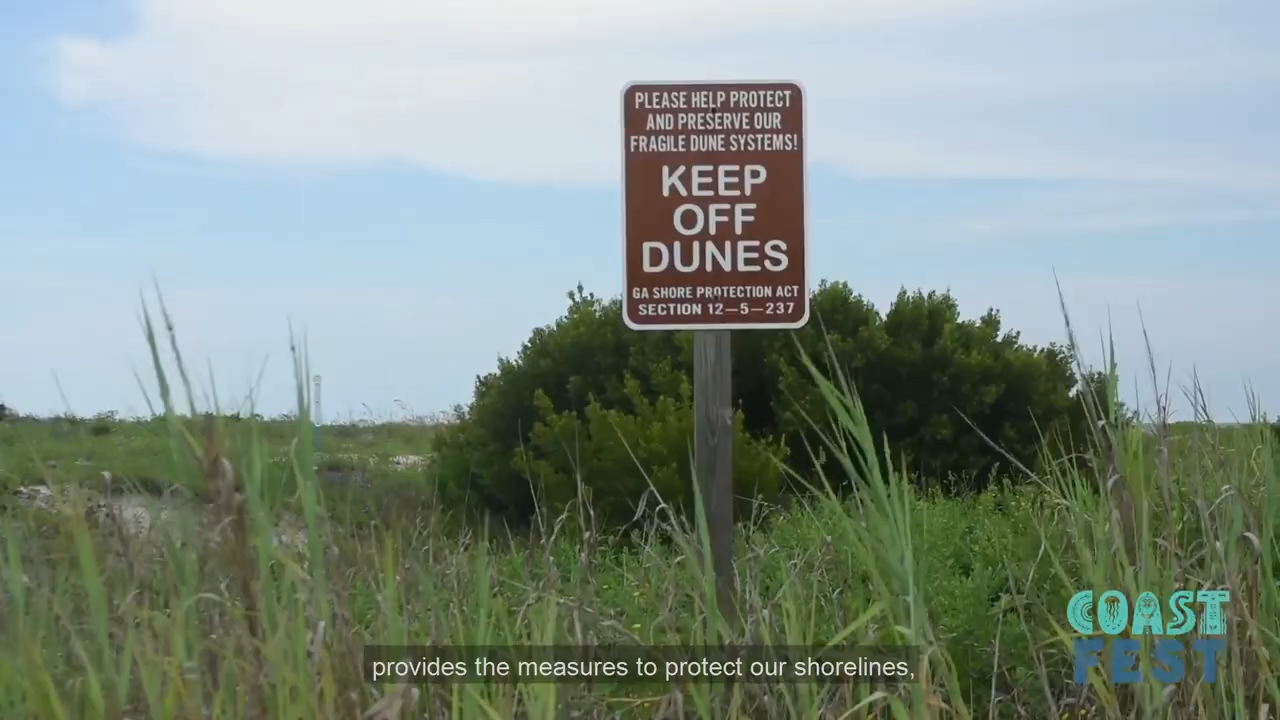 PLEASE HELP PROTECT
AND PRESERVE OUR
FRAGILE DUNE SYSTEMS!
KEEP
OFF
DUNES
GA SHORE PROTECTION ACT
SECTION 12—5—237
COAST
FEST
provides the measures to protect our shorelines,